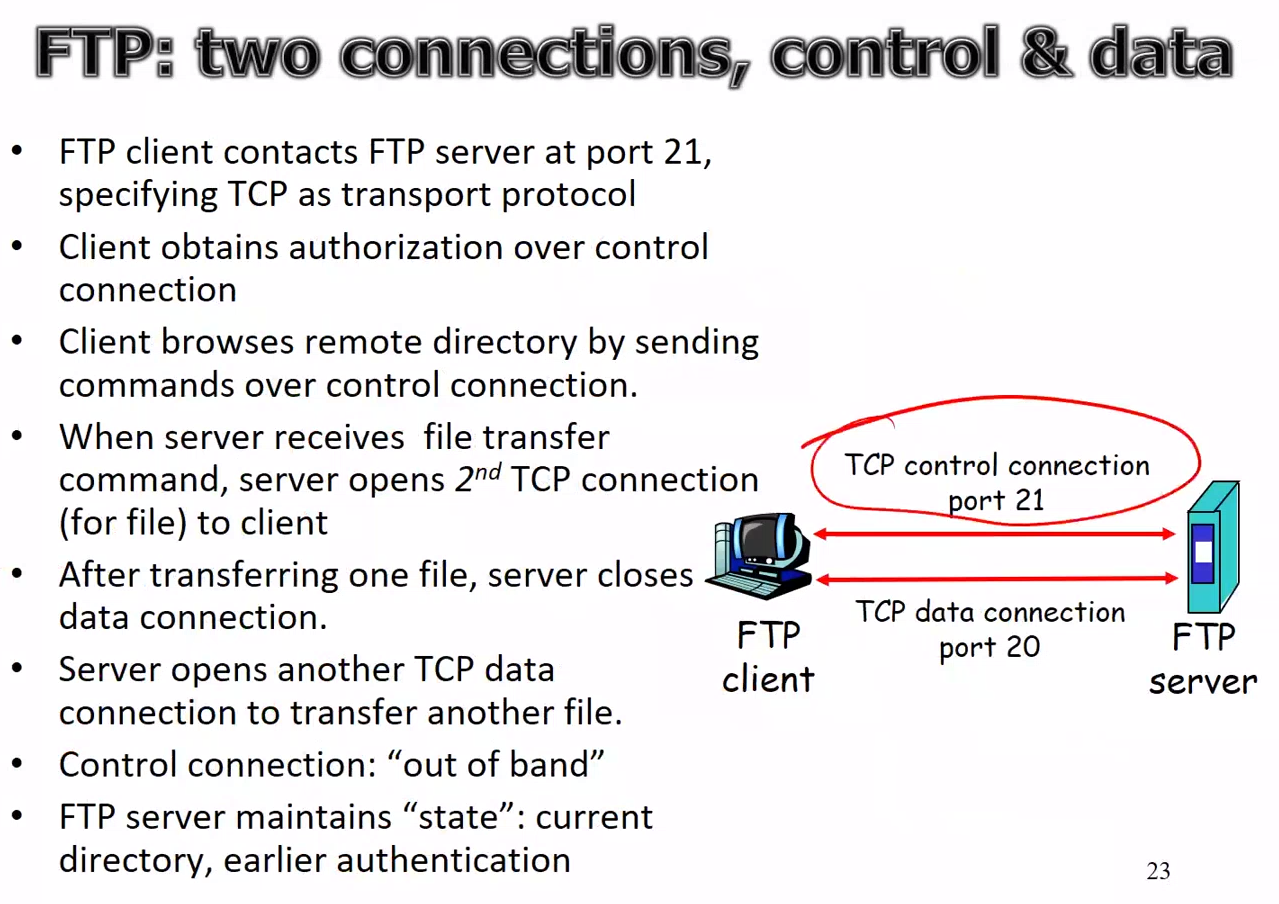 FTP: two connections, control & data
• FTP client contacts FTP server at port 21,
specifying TCP as transport protocol
• Client obtains authorization over control
connection
• Client browses remote directory by sending
commands over control connection.
• When server receives  file transfer
command, server opens 2nd TCP connection
(for file) to client
• After transferring one file, server closes
data connection.
• Server opens another TCP data
connection to transfer another file.
• Control connection: “out of band”
• FTP server maintains “state”: current
directory, earlier authentication
TCP control connection
port 21
TCP data connection
port 20
FTP
client
FTP
server
23